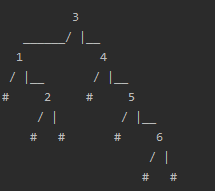 3
        ______/ |__
      1            4
    / |__        / |__
   #     2      #     5
        / |          / |__
       #   #        #     6
                         / |
                        #   #